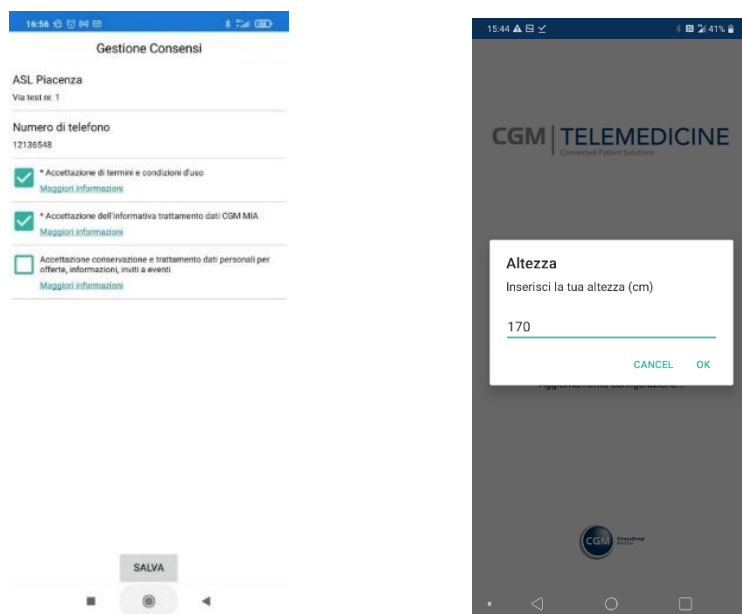 16:56
Gestione Consensi
ASL Piacenza
Via test nr. 1
Numero di telefono
12136548
* Accettazione di termini e condizioni d'uso
Maggiori informazioni
* Accettazione dell'informativa trattamento dati CGM MIA
Maggiori informazioni
Accettazione conservazione e trattamento dati personali per
offerte, informazioni, inviti a eventi
Maggiori informazioni
SALVA
15:44
41%
CGM TELEMEDICINE
Connected Patient Solutions
Altezza
Inserisci la tua altezza (cm)
170
CANCEL OK
Aggiornamento configurazione...
CGM CompuGroup
Medical